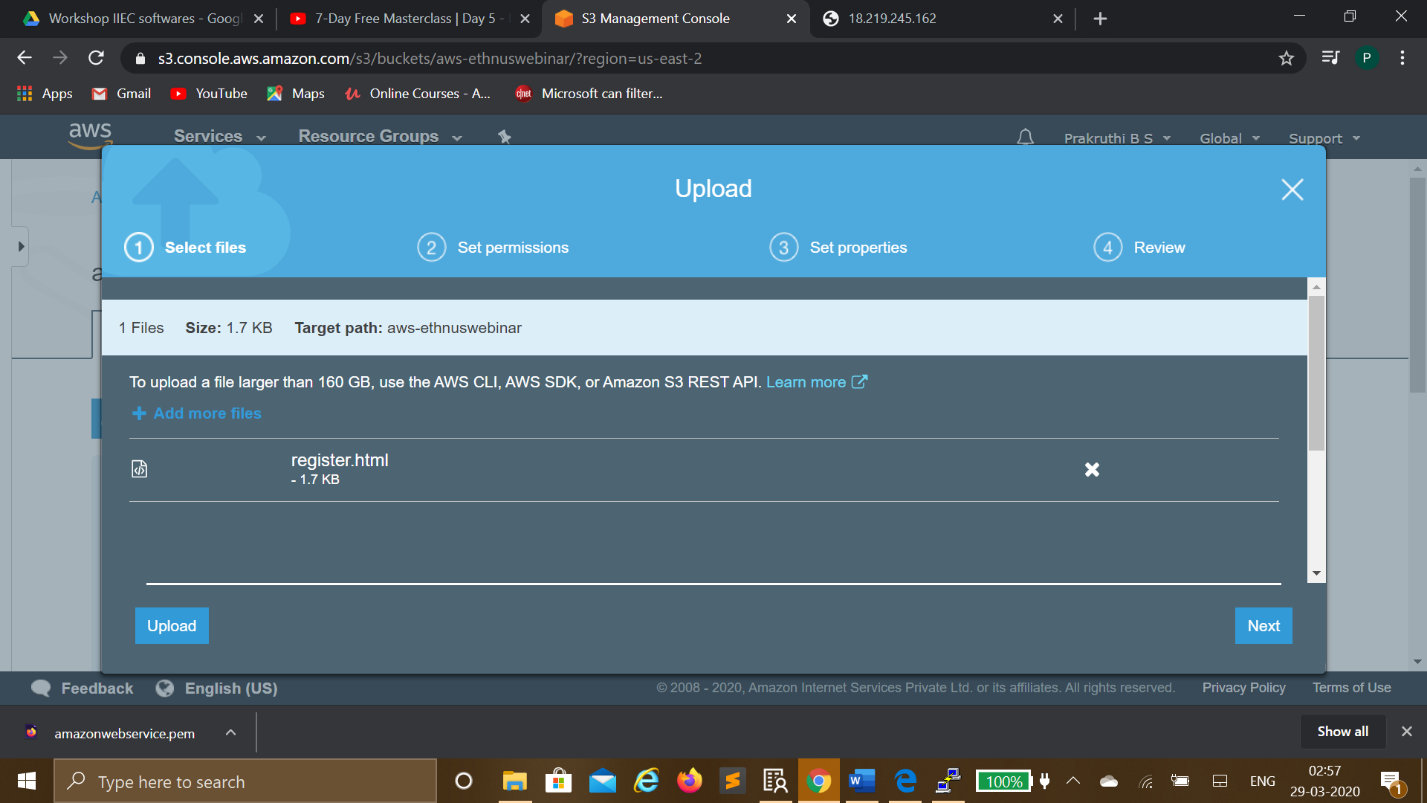 Workshop IIEC softwares - Googl
7-Day Free Masterclass | Day 5 -
S3 Management Console
18.219.245.162
s3.console.aws.amazon.com/s3/buckets/aws-ethnuswebinar/?region=us-east-2
P
Apps
Gmail
YouTube
Maps
Online Courses - A...
cnet
Microsoft can filter...
aws
Services
Resource Groups
Prakruthi B S
Global
Support
A
a
Upload
1 Select files
2 Set permissions
3 Set properties
4 Review
1 Files Size: 1.7 KB Target path: aws-ethnuswebinar
To upload a file larger than 160 GB, use the AWS CLI, AWS SDK, or Amazon S3 REST API. Learn more
+ Add more files
register.html
- 1.7 KB
Upload
Next
Feedback
English (US)
© 2008 - 2020, Amazon Internet Services Private Ltd. or its affiliates. All rights reserved.
Privacy Policy
Terms of Use
amazonwebservice.pem
Show all
Type here to search
100%
ENG
02:57
29-03-2020
1